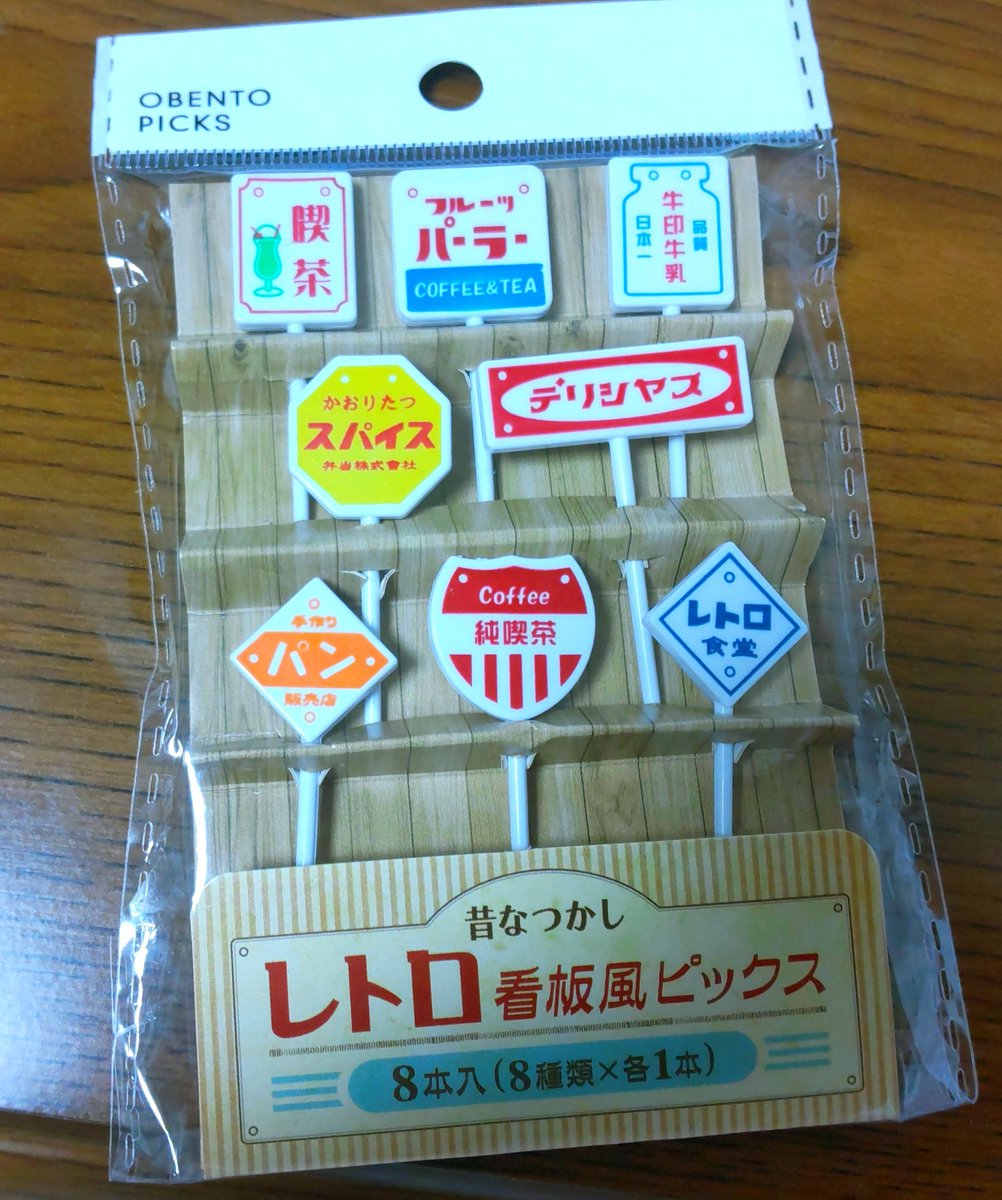 OBENTO
PICKS
喫茶
フルーツ
パーラー
COFFEE&TEA
品質
牛印牛乳
日本一
かおりたつ
スパイス
弁当株式會社
デリシャス
手作り
パン
販売店
Coffee
純喫茶
レトロ
食堂
昔なつかし
レトロ看板風ピックス
8本入(8種類×各1本)